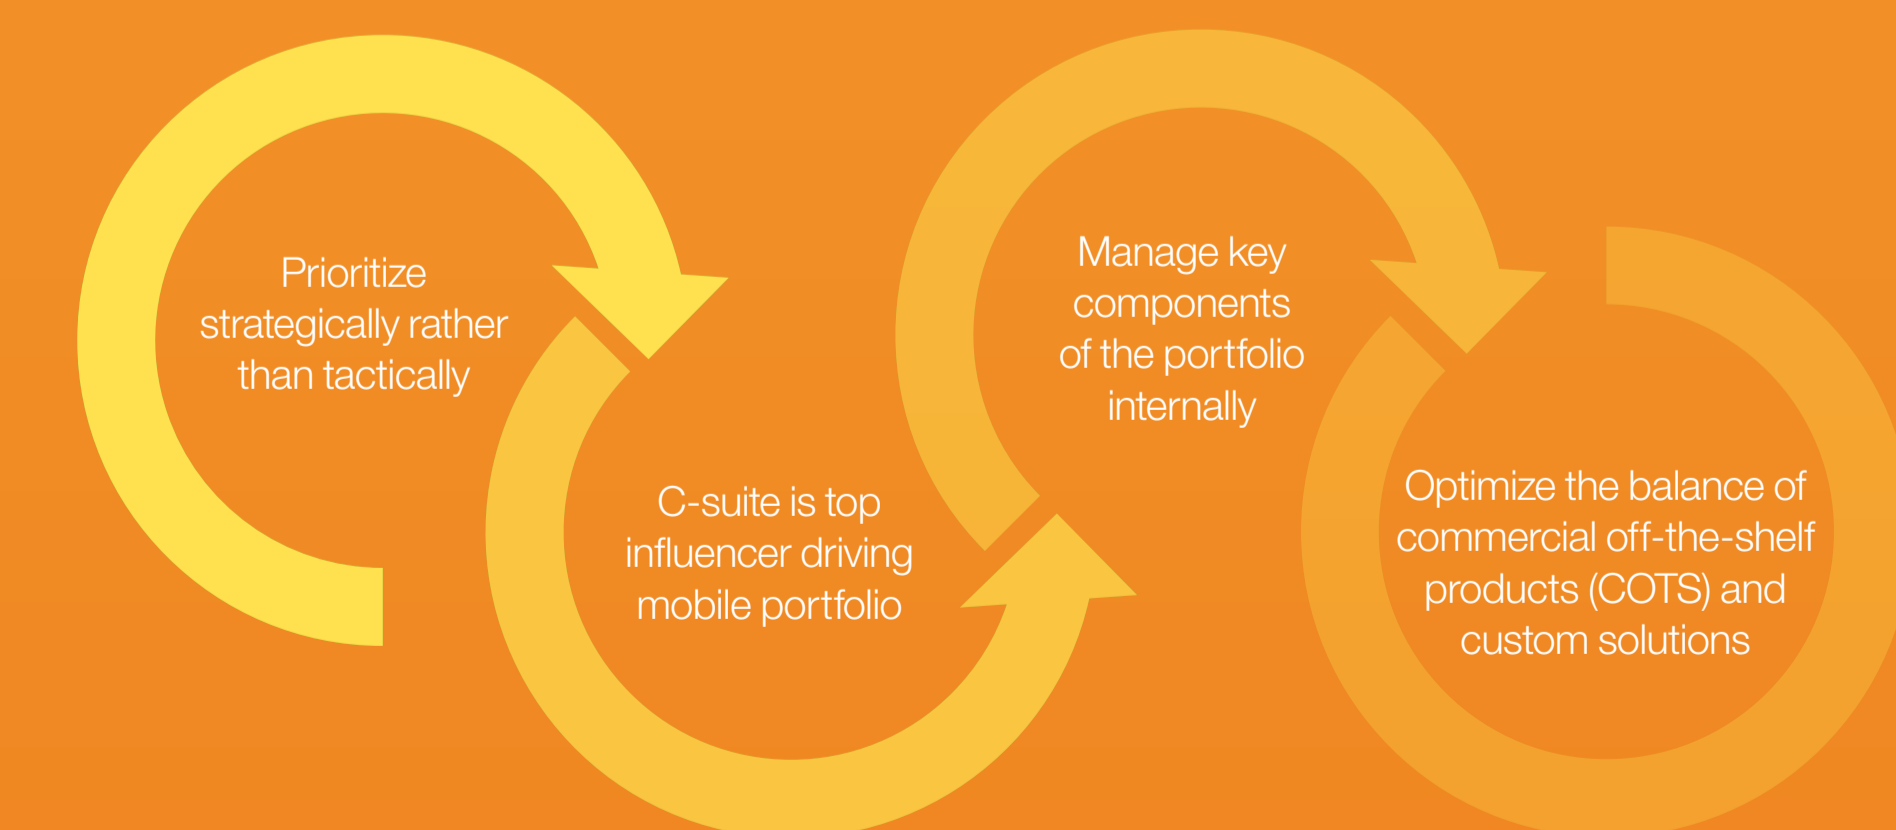 Prioritize
strategically rather
than tactically
C-suite is top
influencer driving
mobile portfolio
Manage key
components
of the portfolio
internally
Optimize the balance of
commercial off-the-shelf
products (COTS) and
custom solutions